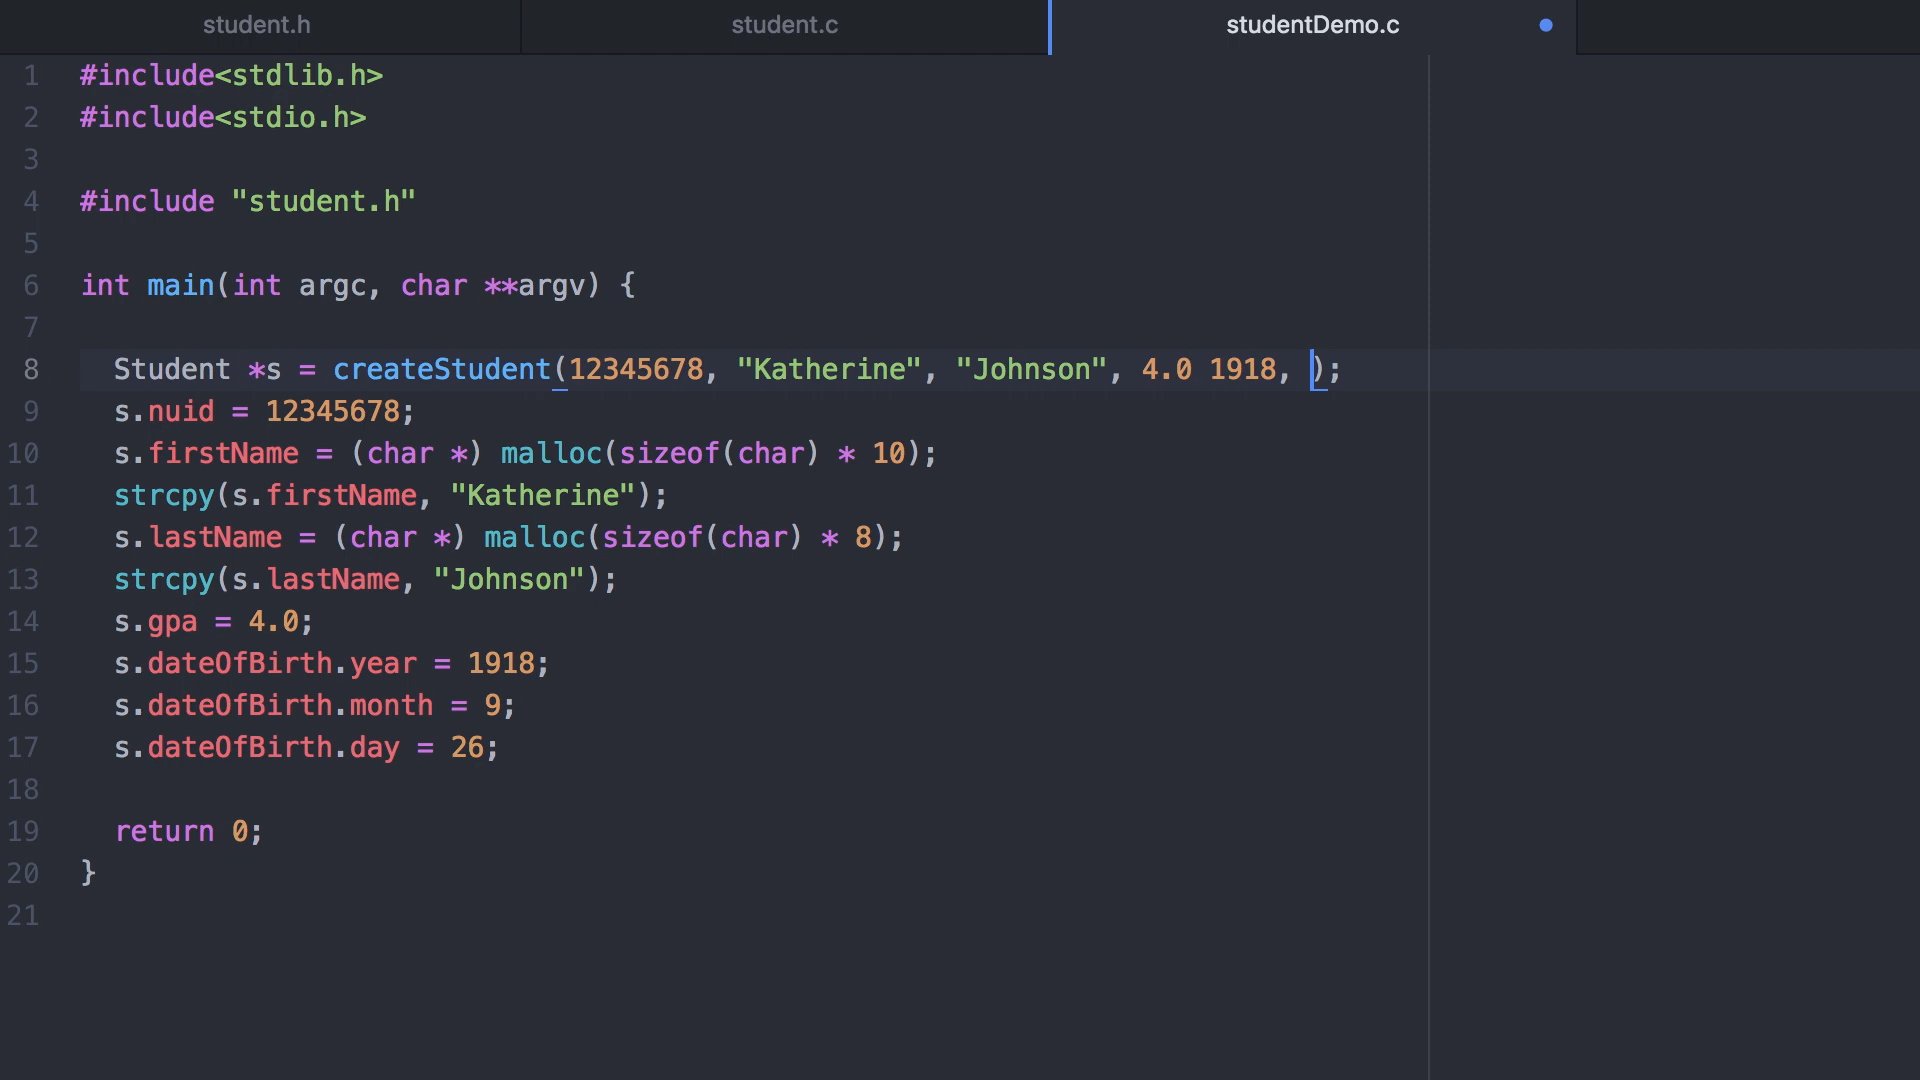 student.h
student.c
studentDemo.c
1 #include<stdlib.h>
2 #include<stdio.h>
3
4 #include "student.h"
5
6 int main(int argc, char **argv) {
7
8   Student *s = createStudent(12345678, "Katherine", "Johnson", 4.0 1918, );
9   s.nuid = 12345678;
10   s.firstName = (char *) malloc(sizeof(char) * 10);
11   strcpy(s.firstName, "Katherine");
12   s.lastName = (char *) malloc(sizeof(char) * 8);
13   strcpy(s.lastName, "Johnson");
14   s.gpa = 4.0;
15   s.dateOfBirth.year = 1918;
16   s.dateOfBirth.month = 9;
17   s.dateOfBirth.day = 26;
18
19   return 0;
20 }
21